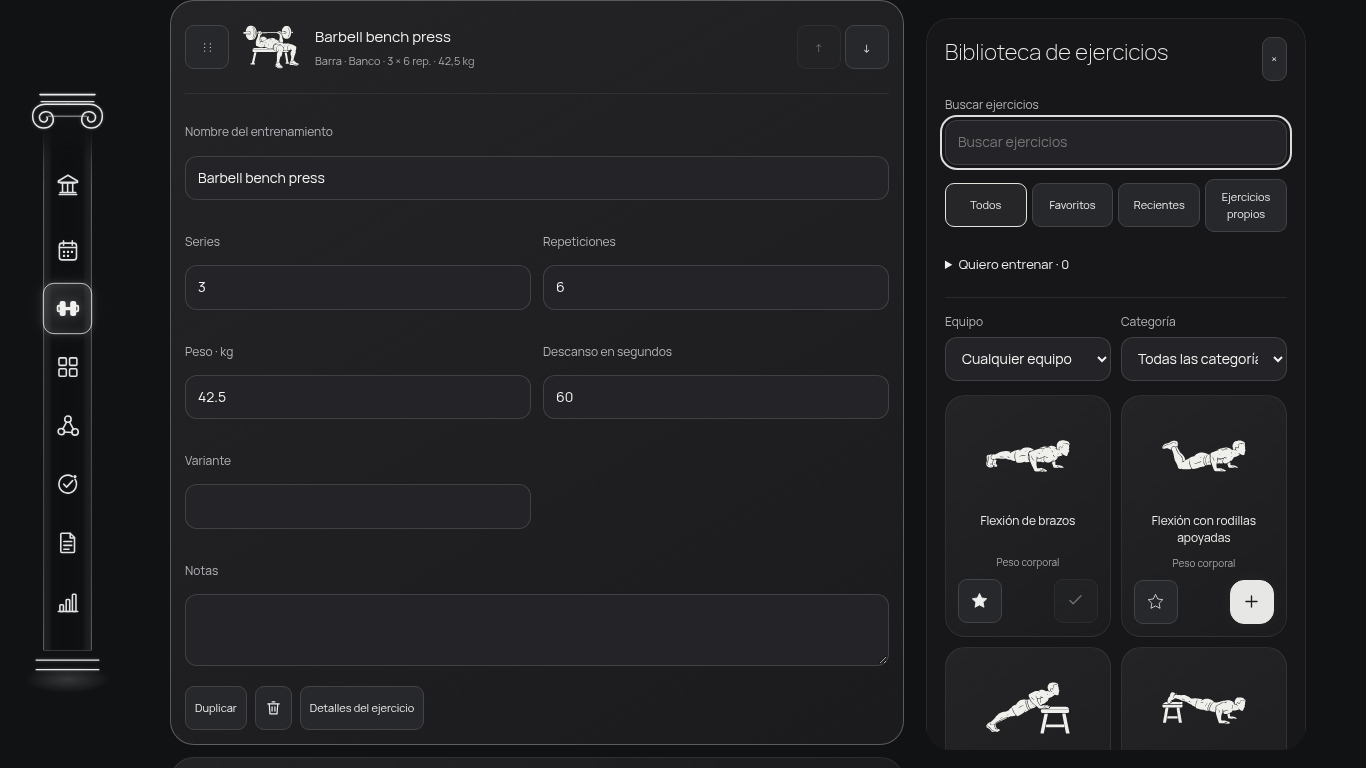 Barbell bench press
Barra · Banco · 3 × 6 rep. · 42,5 kg
↑
↓
Nombre del entrenamiento
Barbell bench press
Series
Repeticiones
3
6
Peso · kg
Descanso en segundos
42.5
60
Variante
Notas
Duplicar
Detalles del ejercicio
Biblioteca de ejercicios
×
Buscar ejercicios
Buscar ejercicios
Todos
Favoritos
Recientes
Ejercicios
propios
Quiero entrenar · 0
Equipo
Categoría
Cualquier equipo
Todas las categoría
Flexión de brazos
Peso corporal
Flexión con rodillas
apoyadas
Peso corporal